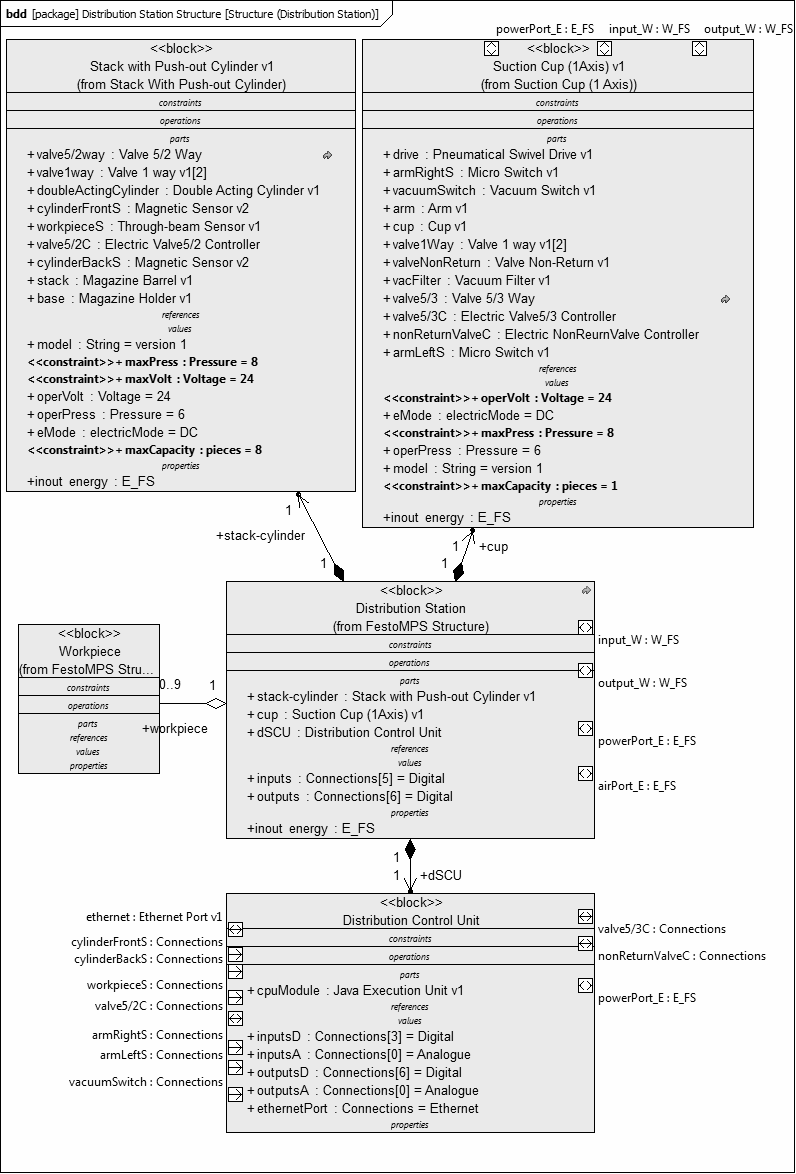 bdd [package] Distribution Station Structure [Structure (Distribution Station)]
powerPort_E : E_FS input_W : W_FS output_W : W_FS
<<block>>
Stack with Push-out Cylinder v1
(from Stack With Push-out Cylinder)
constraints
operations
parts
+ valve5/2way : Valve 5/2 Way
+ valve1way : Valve 1 way v1[2]
+ doubleActingCylinder : Double Acting Cylinder v1
+ cylinderFrontS : Magnetic Sensor v2
+ workpieceS : Through-beam Sensor v1
+ valve5/2C : Electric Valve5/2 Controller
+ cylinderBackS : Magnetic Sensor v2
+ stack : Magazine Barrel v1
+ base : Magazine Holder v1
references
values
+ model : String = version 1
<<constraint>>+ maxPress : Pressure = 8
<<constraint>>+ maxVolt : Voltage = 24
+ operVolt : Voltage = 24
+ operPress : Pressure = 6
+ eMode : electricMode = DC
<<constraint>>+ maxCapacity : pieces = 8
properties
+inout energy : E_FS
<<block>>
Suction Cup (1Axis) v1
(from Suction Cup (1 Axis))
constraints
operations
parts
+ drive : Pneumatical Swivel Drive v1
+ armRightS : Micro Switch v1
+ vacuumSwitch : Vacuum Switch v1
+ arm : Arm v1
+ cup : Cup v1
+ valve1Way : Valve 1 way v1[2]
+ valveNonReturn : Valve Non-Return v1
+ vacFilter : Vacuum Filter v1
+ valve5/3 : Valve 5/3 Way
+ valve5/3C : Electric Valve5/3 Controller
+ nonReturnValveC : Electric NonReurnValve Controller
+ armLeftS : Micro Switch v1
references
values
<<constraint>>+ operVolt : Voltage = 24
+ eMode : electricMode = DC
<<constraint>>+ maxPress : Pressure = 8
+ operPress : Pressure = 6
+ model : String = version 1
<<constraint>>+ maxCapacity : pieces = 1
properties
+inout energy : E_FS
1
+stack-cylinder
1
1
+cup
1
<<block>>
Workpiece
(from FestoMPS Stru...
constraints
operations
parts
references
values
properties
0..9
1
+workpiece
<<block>>
Distribution Station
(from FestoMPS Structure)
constraints
operations
parts
+ stack-cylinder : Stack with Push-out Cylinder v1
+ cup : Suction Cup (1Axis) v1
+ dSCU : Distribution Control Unit
references
values
+ inputs : Connections[5] = Digital
+ outputs : Connections[6] = Digital
properties
+inout energy : E_FS
input_W : W_FS
output_W : W_FS
powerPort_E : E_FS
airPort_E : E_FS
1
1
+dSCU
<<block>>
Distribution Control Unit
constraints
operations
parts
+ cpuModule : Java Execution Unit v1
references
values
+ inputsD : Connections[3] = Digital
+ inputsA : Connections[0] = Analogue
+ outputsD : Connections[6] = Digital
+ outputsA : Connections[0] = Analogue
+ ethernetPort : Connections = Ethernet
properties
ethernet : Ethernet Port v1
cylinderFrontS : Connections
cylinderBackS : Connections
workpieceS : Connections
valve5/2C : Connections
armRightS : Connections
armLeftS : Connections
vacuumSwitch : Connections
valve5/3C : Connections
nonReturnValveC : Connections
powerPort_E : E_FS